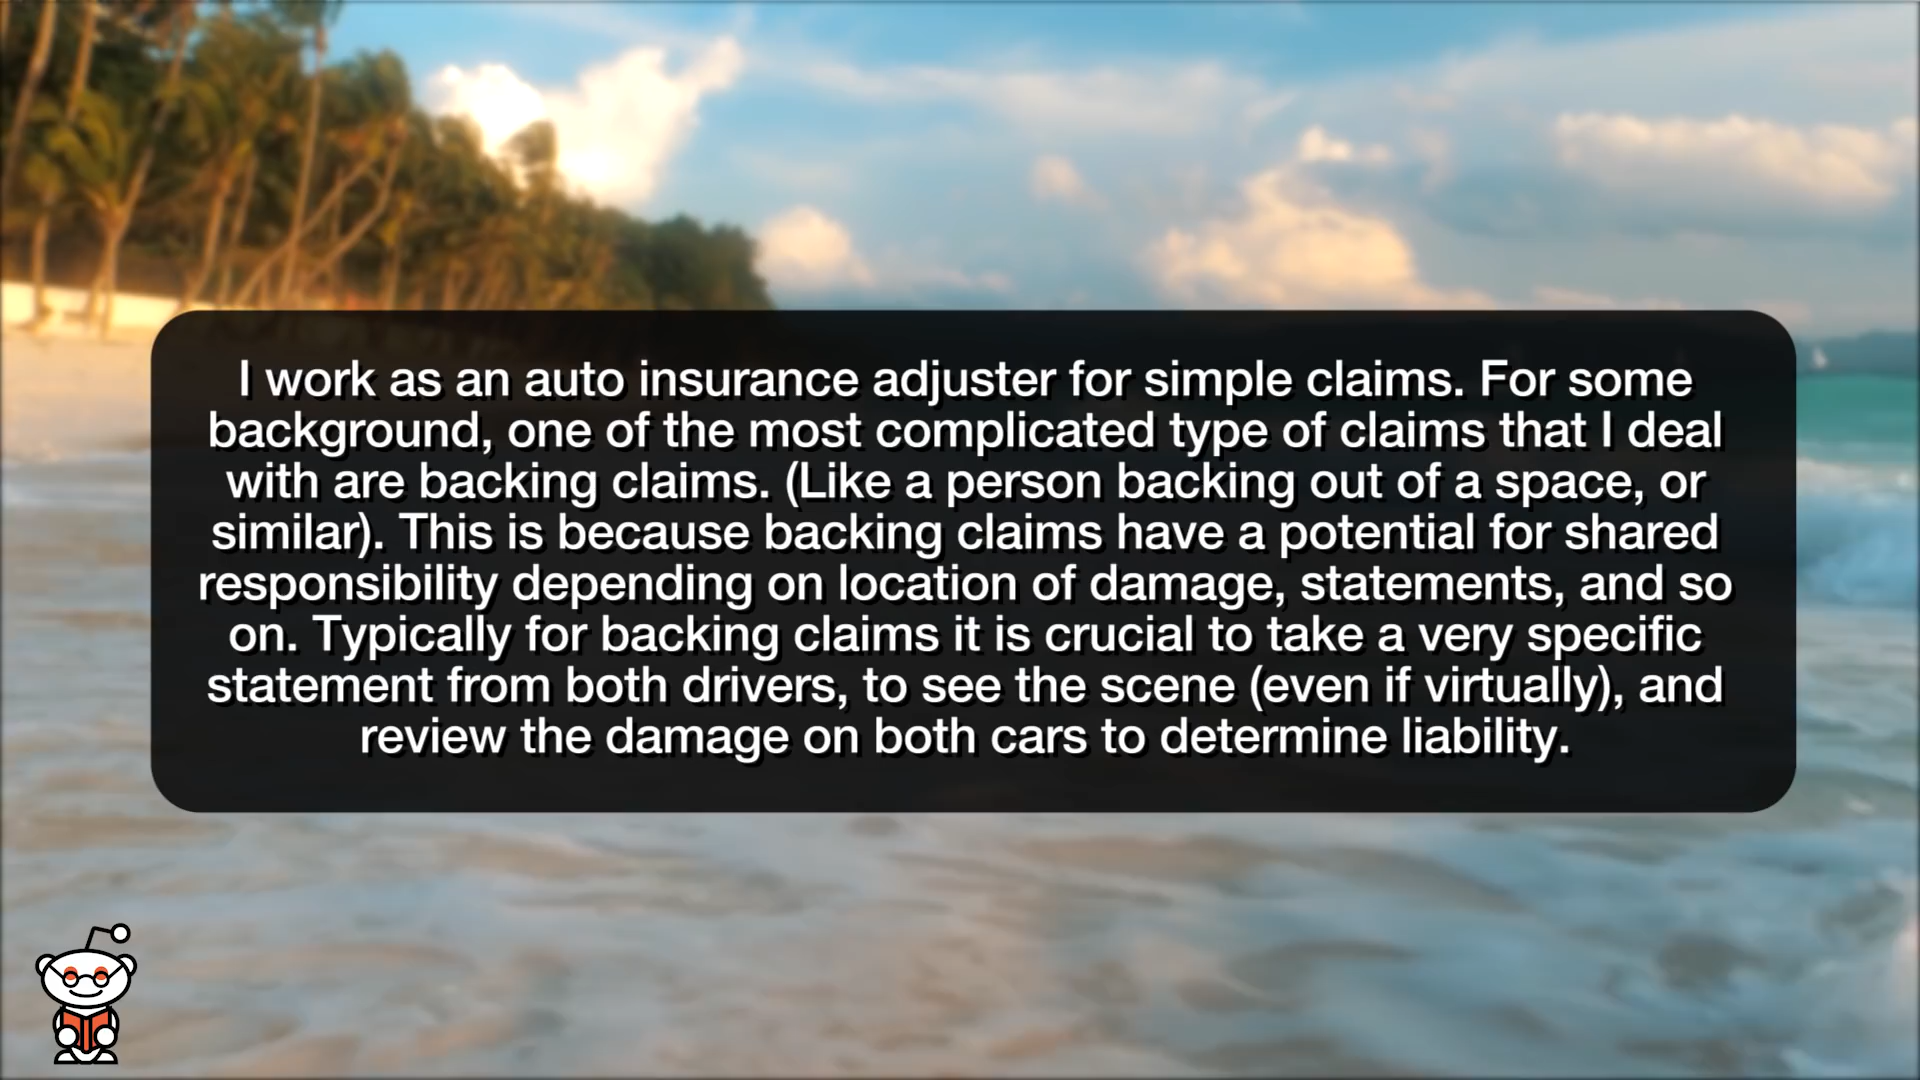 I work as an auto insurance adjuster for simple claims. For some
background, one of the most complicated type of claims that I deal
with are backing claims. (Like a person backing out of a space, or
similar). This is because backing claims have a potential for shared
responsibility depending on location of damage, statements, and so
on. Typically for backing claims it is crucial to take a very specific
statement from both drivers, to see the scene (even if virtually), and
review the damage on both cars to determine liability.